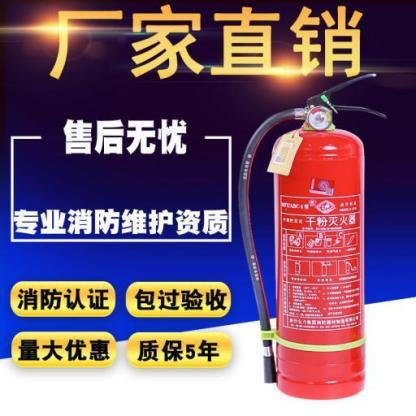 厂家直销
售后无忧
专业消防维护资质
消防认证
包过验收
量大优惠
质保5年
干粉灭火器